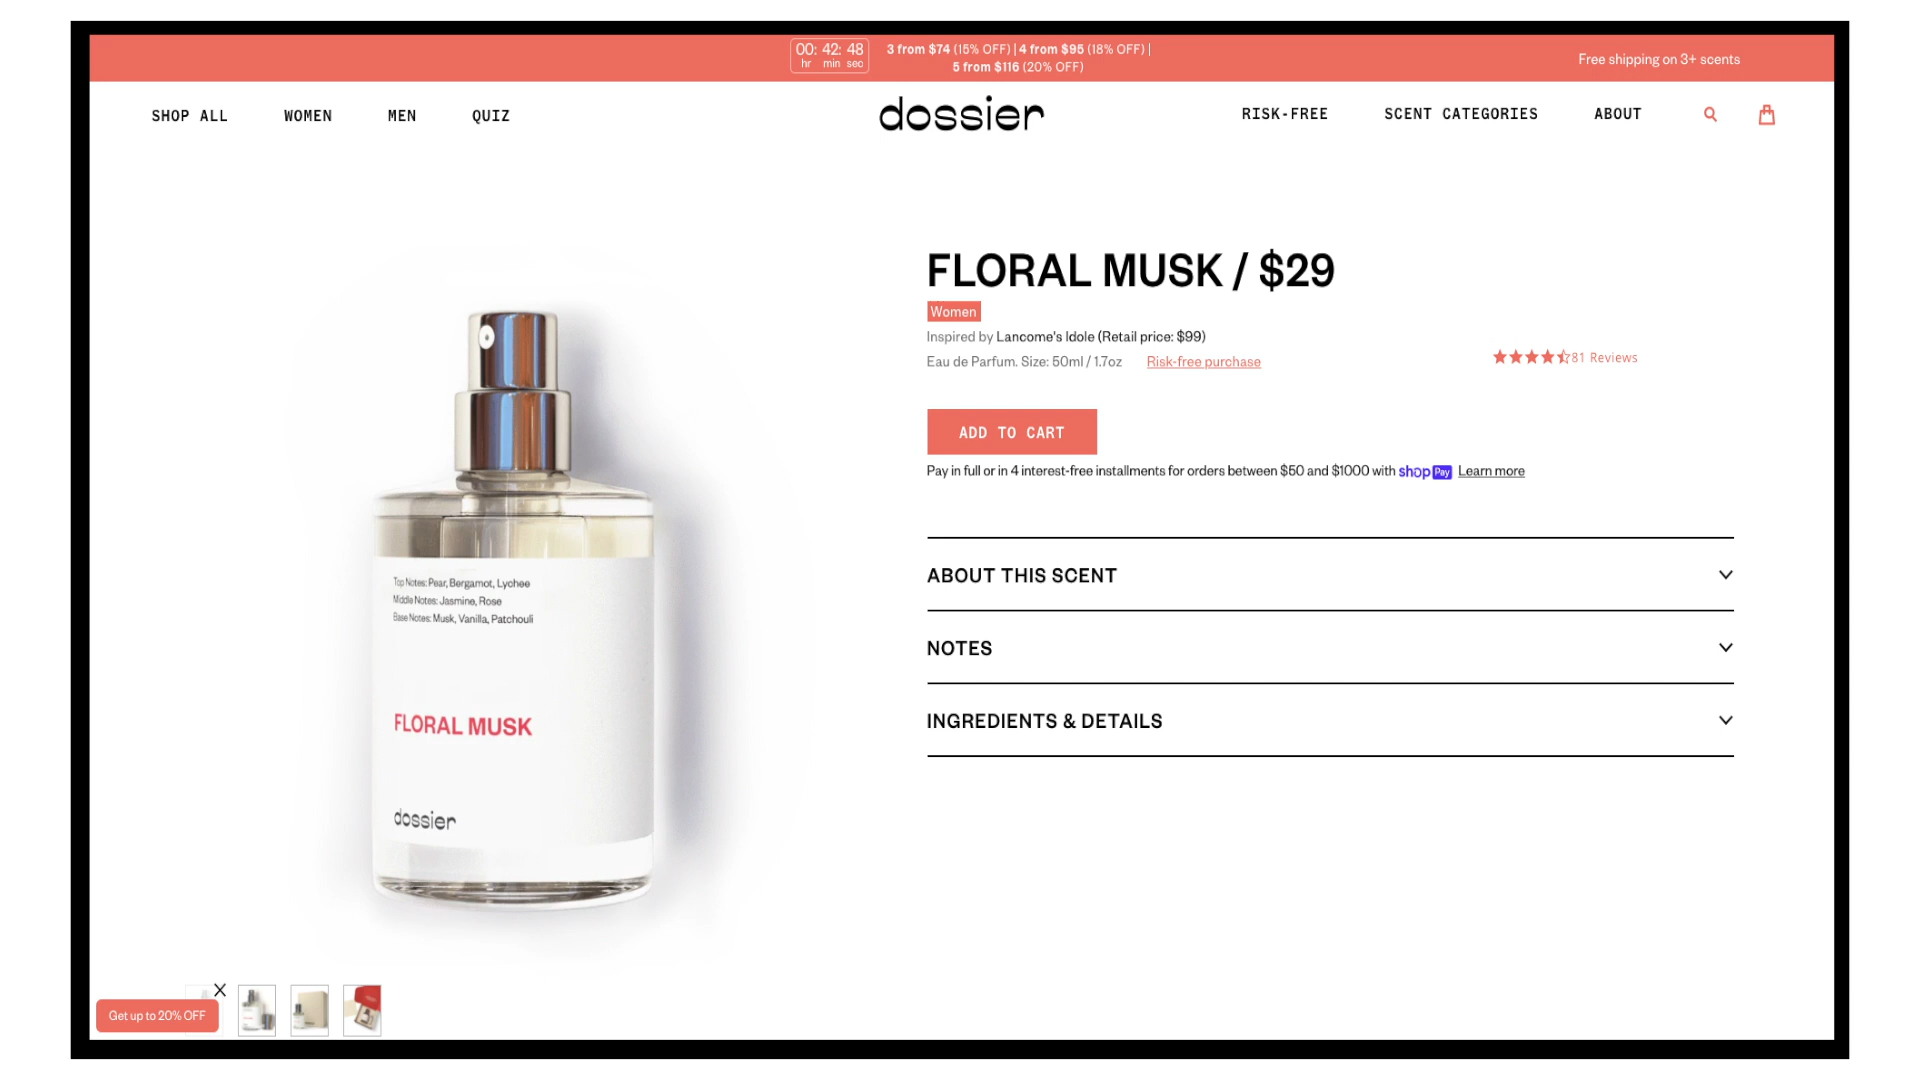 00: 42: 48
hr min sec
3 from $74 (15% OFF) | 4 from $95 (18% OFF) |
5 from $116 (20% OFF)
Free shipping on 3+ scents
SHOP ALL
WOMEN
MEN
QUIZ
dossier
RISK-FREE
SCENT CATEGORIES
ABOUT
FLORAL MUSK / $29
Women
Inspired by Lancome's Idole (Retail price: $99)
Eau de Parfum. Size: 50ml / 1.7oz
Risk-free purchase
81 Reviews
ADD TO CART
Pay in full or in 4 interest-free installments for orders between $50 and $1000 with shop Pay Learn more
ABOUT THIS SCENT
NOTES
INGREDIENTS & DETAILS
Top Notes: Pear, Bergamot, Lychee
Middle Notes: Jasmine, Rose
Base Notes: Musk, Vanilla, Patchouli
FLORAL MUSK
dossier
X
Get up to 20% OFF